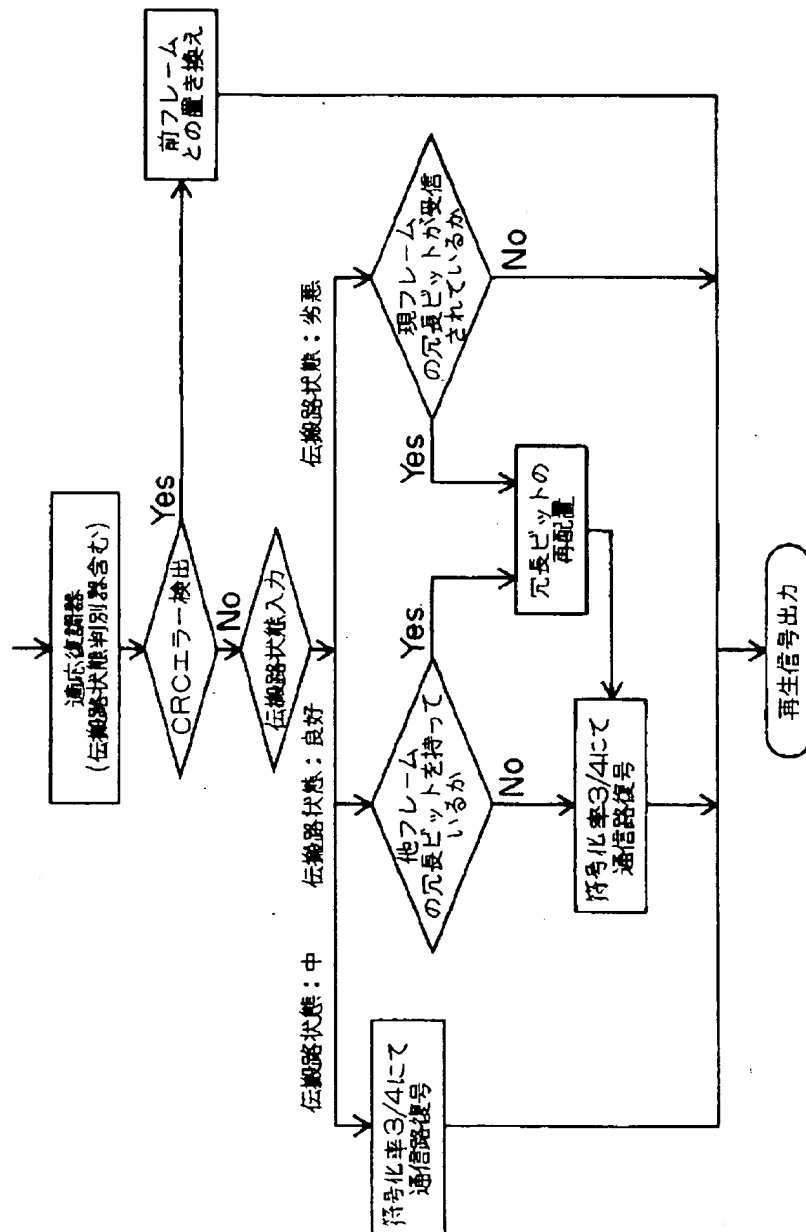 適応復調器
(伝搬路状態判別器含む)
CRCエラー検出
Yes
前フレーム
との置き換え
No
伝搬路状態入力
伝搬路状態：中
伝搬路状態：良好
伝搬路状態：劣悪
符号化率3/4にて
通信路復号
他フレーム
の冗長ビットを持って
いるか
Yes
No
現フレーム
の冗長ビットが受信
されているか
Yes
No
冗長ビットの
再配置
符号化率3/4にて
通信路復号
再生信号出力